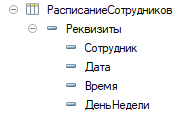 РасписаниеСотрудников
Реквизиты
Сотрудник
Дата
Время
ДеньНедели